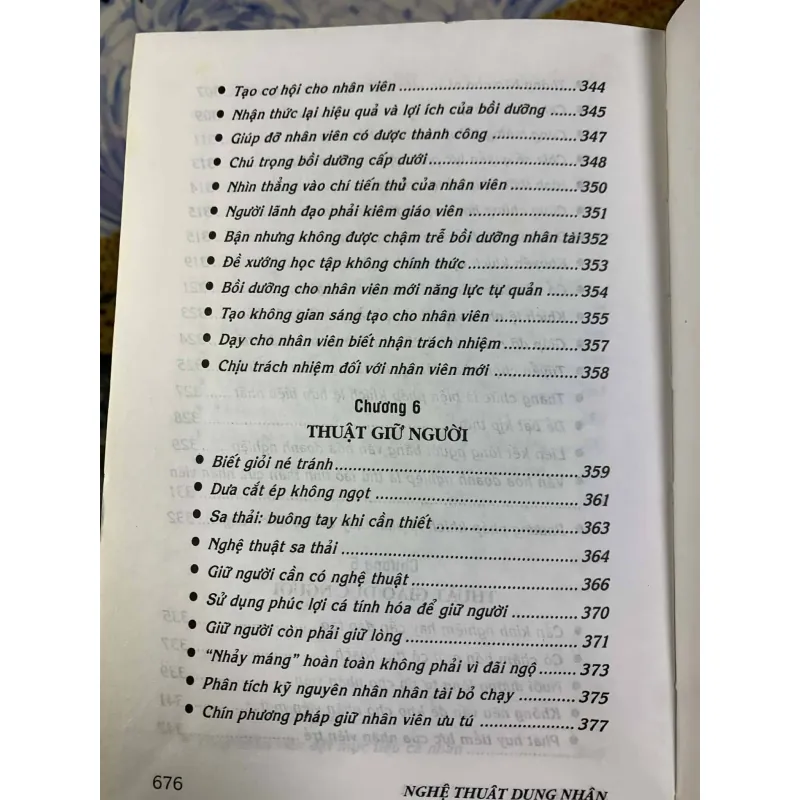 • Tạo cơ hội cho nhân viên ........................................ 344
• Nhận thức lại hiệu quả và lợi ích của bồi dưỡng ...... 345
• Giúp đỡ nhân viên có được thành công .................. 347
• Chú trọng bồi dưỡng cấp dưới .............................. 348
• Nhìn thẳng vào chí tiến thủ của nhân viên .............. 350
• Người lãnh đạo phải kiêm giáo viên ....................... 351
• Bận nhưng không được chậm trễ bồi dưỡng nhân tài 352
• Đề xướng học tập không chính thức ....................... 353
• Bồi dưỡng cho nhân viên mới năng lực tự quản ...... 354
• Tạo không gian sáng tạo cho nhân viên .................. 355
• Dạy cho nhân viên biết nhận trách nhiệm ............... 357
• Chịu trách nhiệm đối với nhân viên mới ................. 358
Chương 6
THUẬT GIỮ NGƯỜI
• Biết giỏi né tránh .................................................. 359
• Dưa cắt ép không ngọt .......................................... 361
• Sa thải: buông tay khi cần thiết .............................. 363
• Nghệ thuật sa thải ................................................. 364
• Giữ người cần có nghệ thuật .................................. 366
• Sử dụng phúc lợi cá tính hóa để giữ người .............. 370
• Giữ người còn phải giữ lòng ................................... 371
• “Nhảy máng” hoàn toàn không phải vì đãi ngộ ........ 373
• Phân tích kỹ nguyên nhân nhân tài bỏ chạy ............ 375
• Chín phương pháp giữ nhân viên ưu tú ................... 377
676
NGHỆ THUẬT DỤNG NHÂN